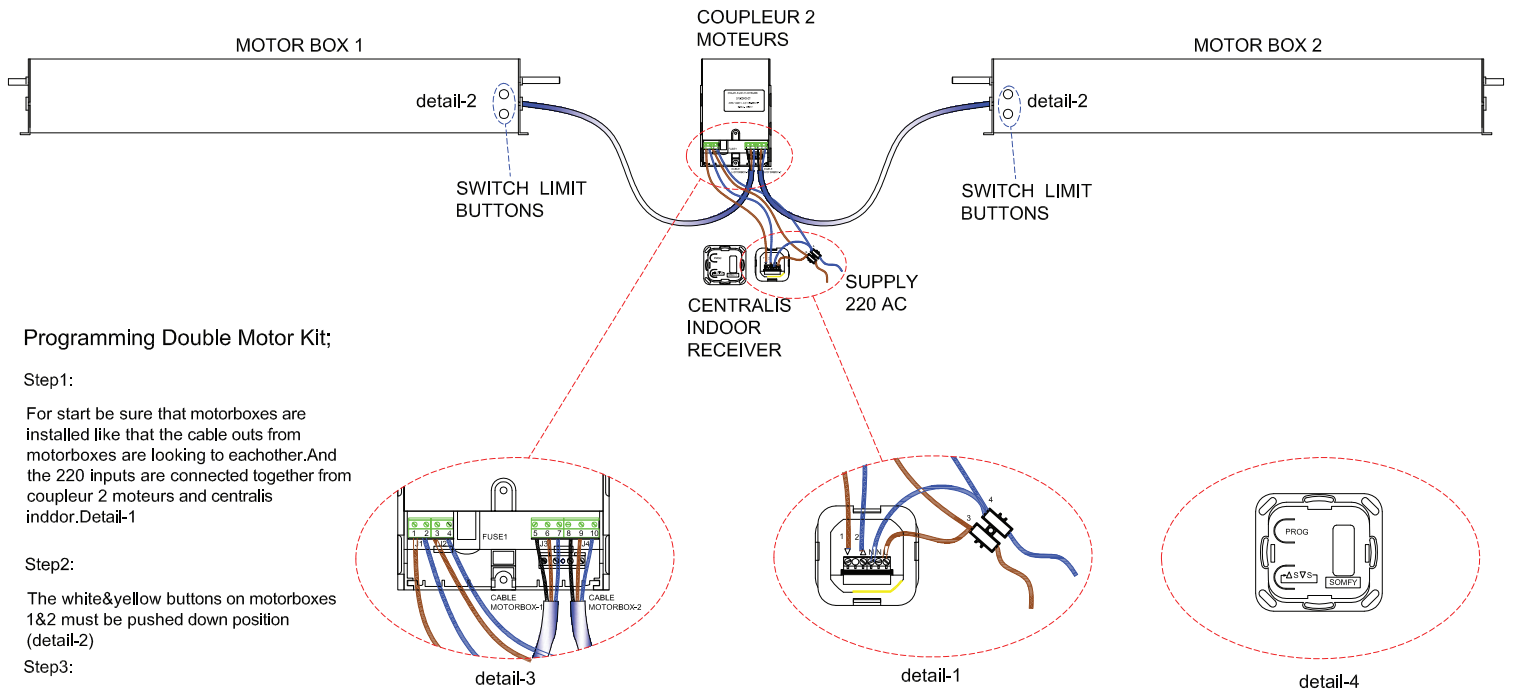 COUPLEUR 2
MOTEURS
MOTOR BOX 1
MOTOR BOX 2
detail-2
detail-2
SWITCH LIMIT
BUTTONS
SWITCH LIMIT
BUTTONS
SUPPLY
220 AC
CENTRALIS
INDOOR
RECEIVER
Programming Double Motor Kit;
Step1:
For start be sure that motorboxes are
installed like that the cable outs from
motorboxes are looking to eachother.And
the 220 inputs are connected together from
coupleur 2 moteurs and centralis
inddor.Detail-1
Step2:
The white&yellow buttons on motorboxes
1&2 must be pushed down position
(detail-2)
Step3:
1 2 3 4
J1 J2
FUSE1
5 6 7 8 9 10
J3 J4
CABLE
MOTORBOX-1
CABLE
MOTORBOX-2
detail-3
1 2 N N L
3
4
detail-1
PROG
S S
SOMFY
detail-4